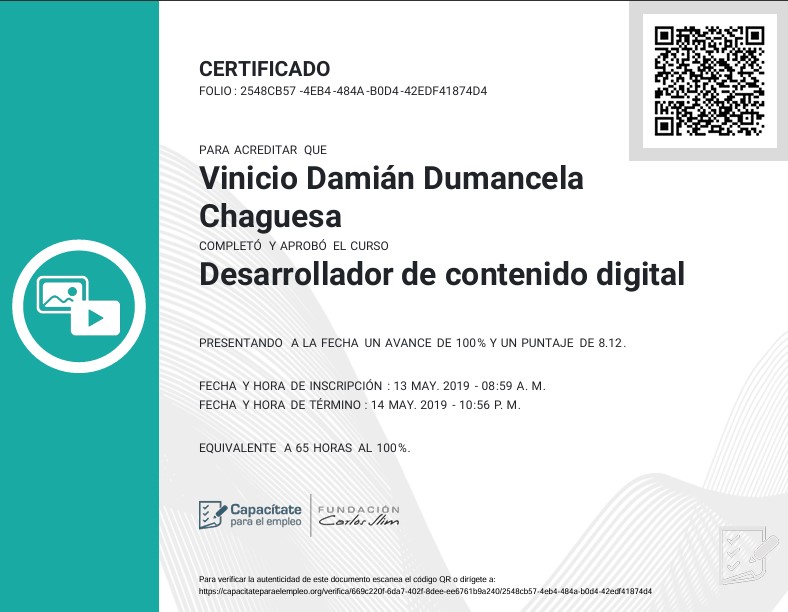 CERTIFICADO
FOLIO: 2548CB57-4EB4-484A-B0D4-42EDF41874D4
PARA ACREDITAR QUE
Vinicio Damián Dumancela
Chaguesa
COMPLETÓ Y APROBÓ EL CURSO
Desarrollador de contenido digital
PRESENTANDO A LA FECHA UN AVANCE DE 100% Y UN PUNTAJE DE 8.12.
FECHA Y HORA DE INSCRIPCIÓN : 13 MAY. 2019 - 08:59 A. M.
FECHA Y HORA DE TÉRMINO : 14 MAY. 2019 - 10:56 P. M.
EQUIVALENTE A 65 HORAS AL 100%.
Capacítate
para el empleo
FUNDACIÓN
Carlos Slim
Para verificar la autenticidad de este documento escanea el código QR o dirígete a:
https://capacitateparaelempleo.org/verifica/669c220f-6da7-402f-8dee-ee6761b9a240/2548cb57-4eb4-484a-b0d4-42edf41874d4